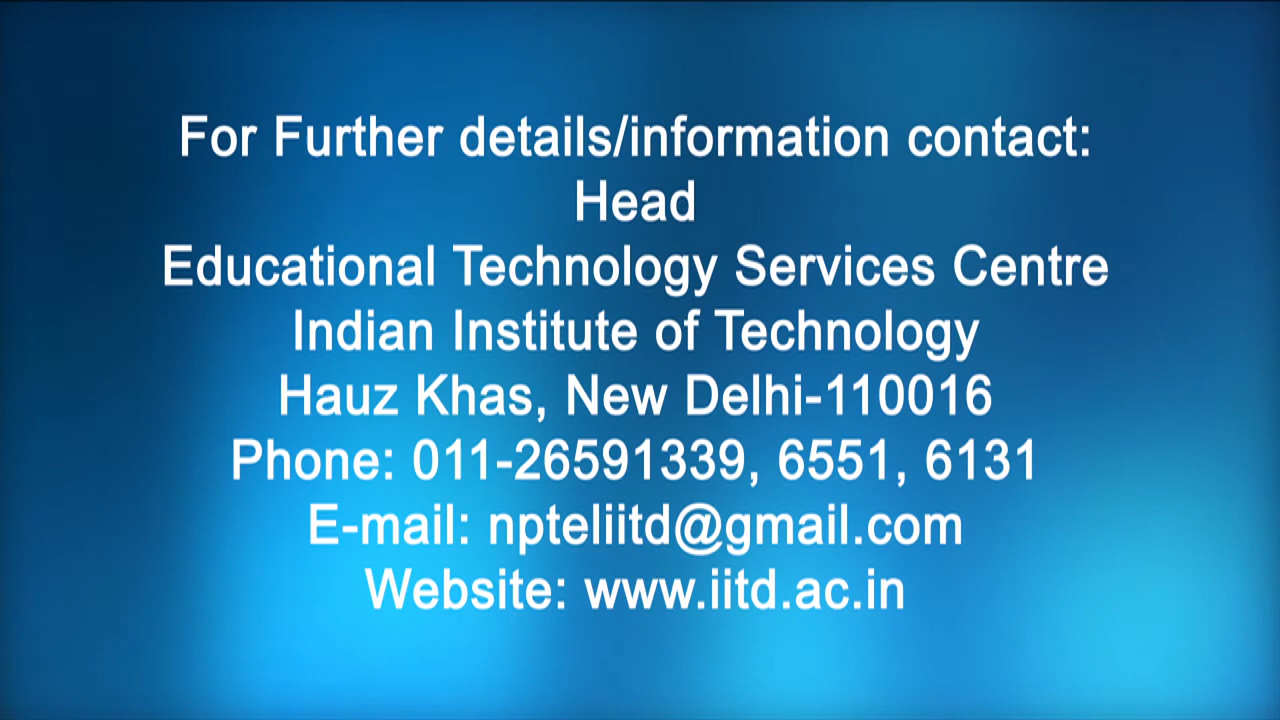 For Further details/information contact:
Head
Educational Technology Services Centre
Indian Institute of Technology
Hauz Khas, New Delhi-110016
Phone: 011-26591339, 6551, 6131
E-mail: npteliitd@gmail.com
Website: www.iitd.ac.in